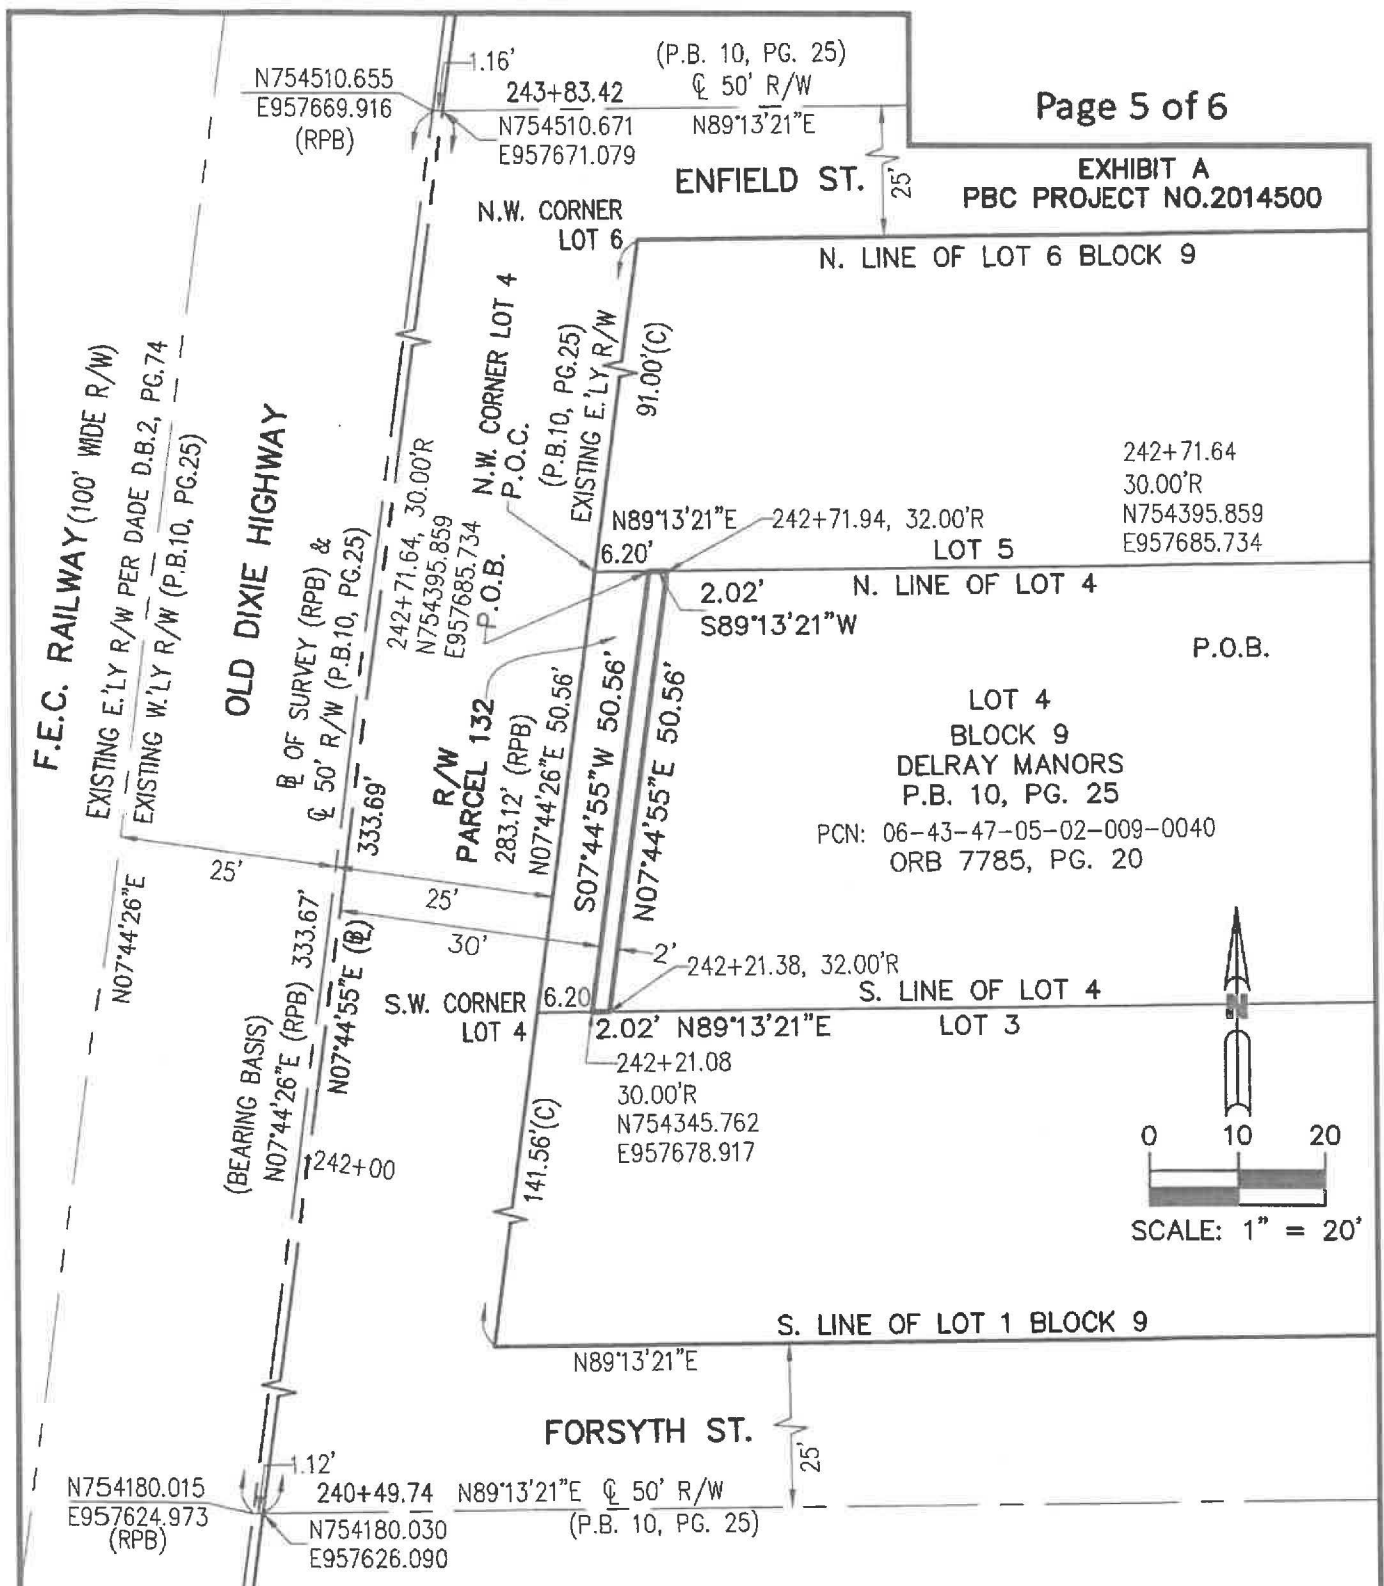 N754510.655
E957669.916
(RPB)
1.16'
243+83.42
N754510.671
E957671.079
(P.B. 10, PG. 25)
℄ 50' R/W
N89°13'21"E
Page 5 of 6
EXHIBIT A
PBC PROJECT NO.2014500
ENFIELD ST.
25'
N.W. CORNER
LOT 6
N. LINE OF LOT 6 BLOCK 9
F.E.C. RAILWAY (100' WIDE R/W)
EXISTING E.'LY R/W PER DADE D.B.2, PG.74
EXISTING W.'LY R/W (P.B.10, PG.25)
OLD DIXIE HIGHWAY
BL OF SURVEY (RPB) &
℄ 50' R/W (P.B.10, PG.25)
333.69'
242+71.64, 30.00'R
N754395.859
E957685.734
P.O.B.
N.W. CORNER LOT 4
P.O.C.
(P.B.10, PG.25)
EXISTING E.'LY R/W
91.00'(C)
N89°13'21"E
242+71.94, 32.00'R
6.20'
LOT 5
N. LINE OF LOT 4
2.02'
S89°13'21"W
242+71.64
30.00'R
N754395.859
E957685.734
P.O.B.
R/W
PARCEL 132
283.12' (RPB)
N07°44'26"E 50.56'
S07°44'55"W 50.56'
N07°44'55"E 50.56'
LOT 4
BLOCK 9
DELRAY MANORS
P.B. 10, PG. 25
PCN: 06-43-47-05-02-009-0040
ORB 7785, PG. 20
25'
25'
30'
2'
N07°44'26"E
(BEARING BASIS)
N07°44'26"E (RPB) 333.67'
N07°44'55"E (BL)
242+00
S.W. CORNER
LOT 4
6.20
242+21.38, 32.00'R
S. LINE OF LOT 4
2.02' N89°13'21"E
LOT 3
242+21.08
30.00'R
N754345.762
E957678.917
141.56'(C)
N
0 10 20
SCALE: 1" = 20'
S. LINE OF LOT 1 BLOCK 9
N89°13'21"E
FORSYTH ST.
25'
1.12'
N754180.015
E957624.973
(RPB)
240+49.74
N89°13'21"E ℄ 50' R/W
(P.B. 10, PG. 25)
N754180.030
E957626.090